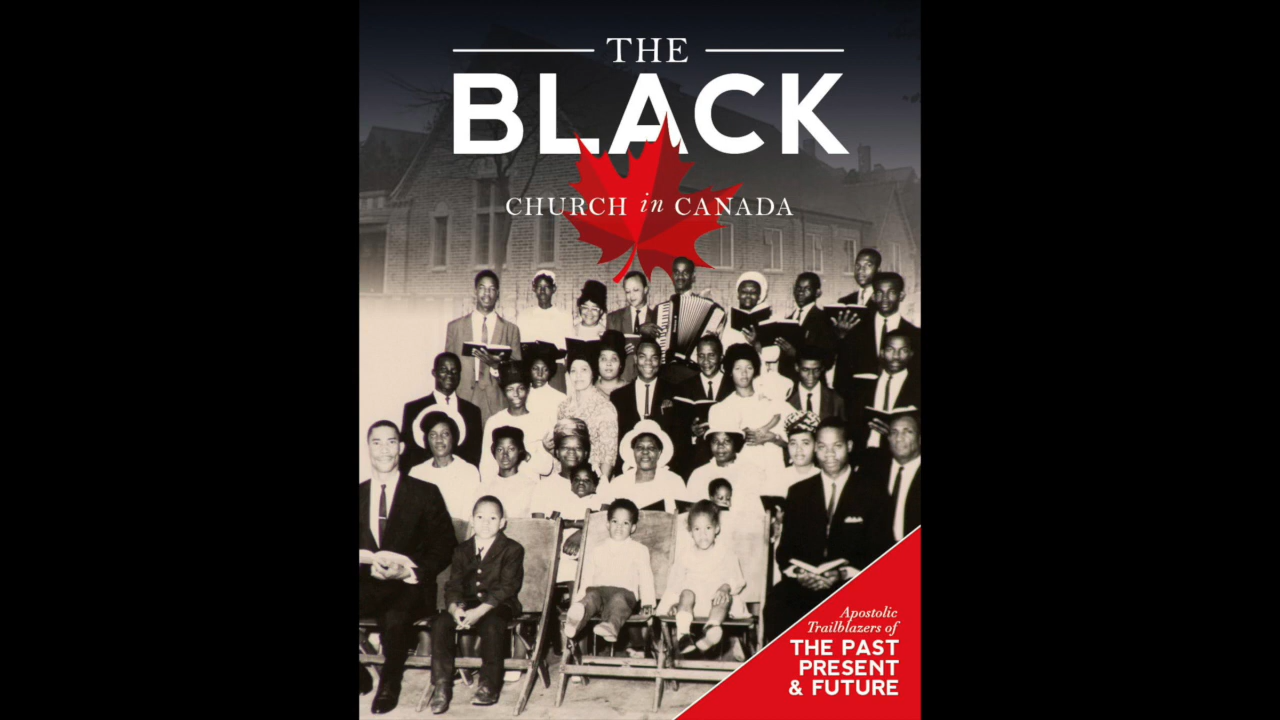 THE
BLACK
CHURCH in CANADA
Apostolic
Trailblazers of
THE PAST
PRESENT
& FUTURE